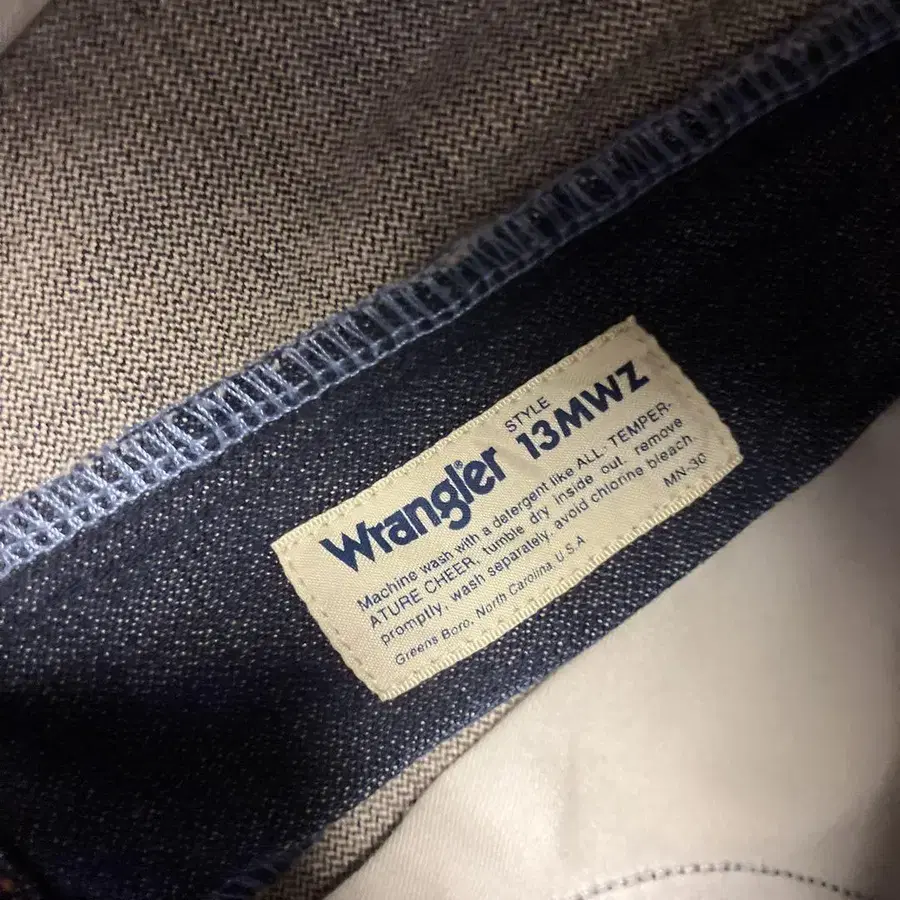 Wrangler® STYLE 13MWZ
Machine wash with a detergent like ALL-TEMPER-
ATURE CHEER. tumble dry inside out. remove
promptly. wash separately. avoid chlorine bleach.
Greens Boro, North Carolina. U.S.A MN-30